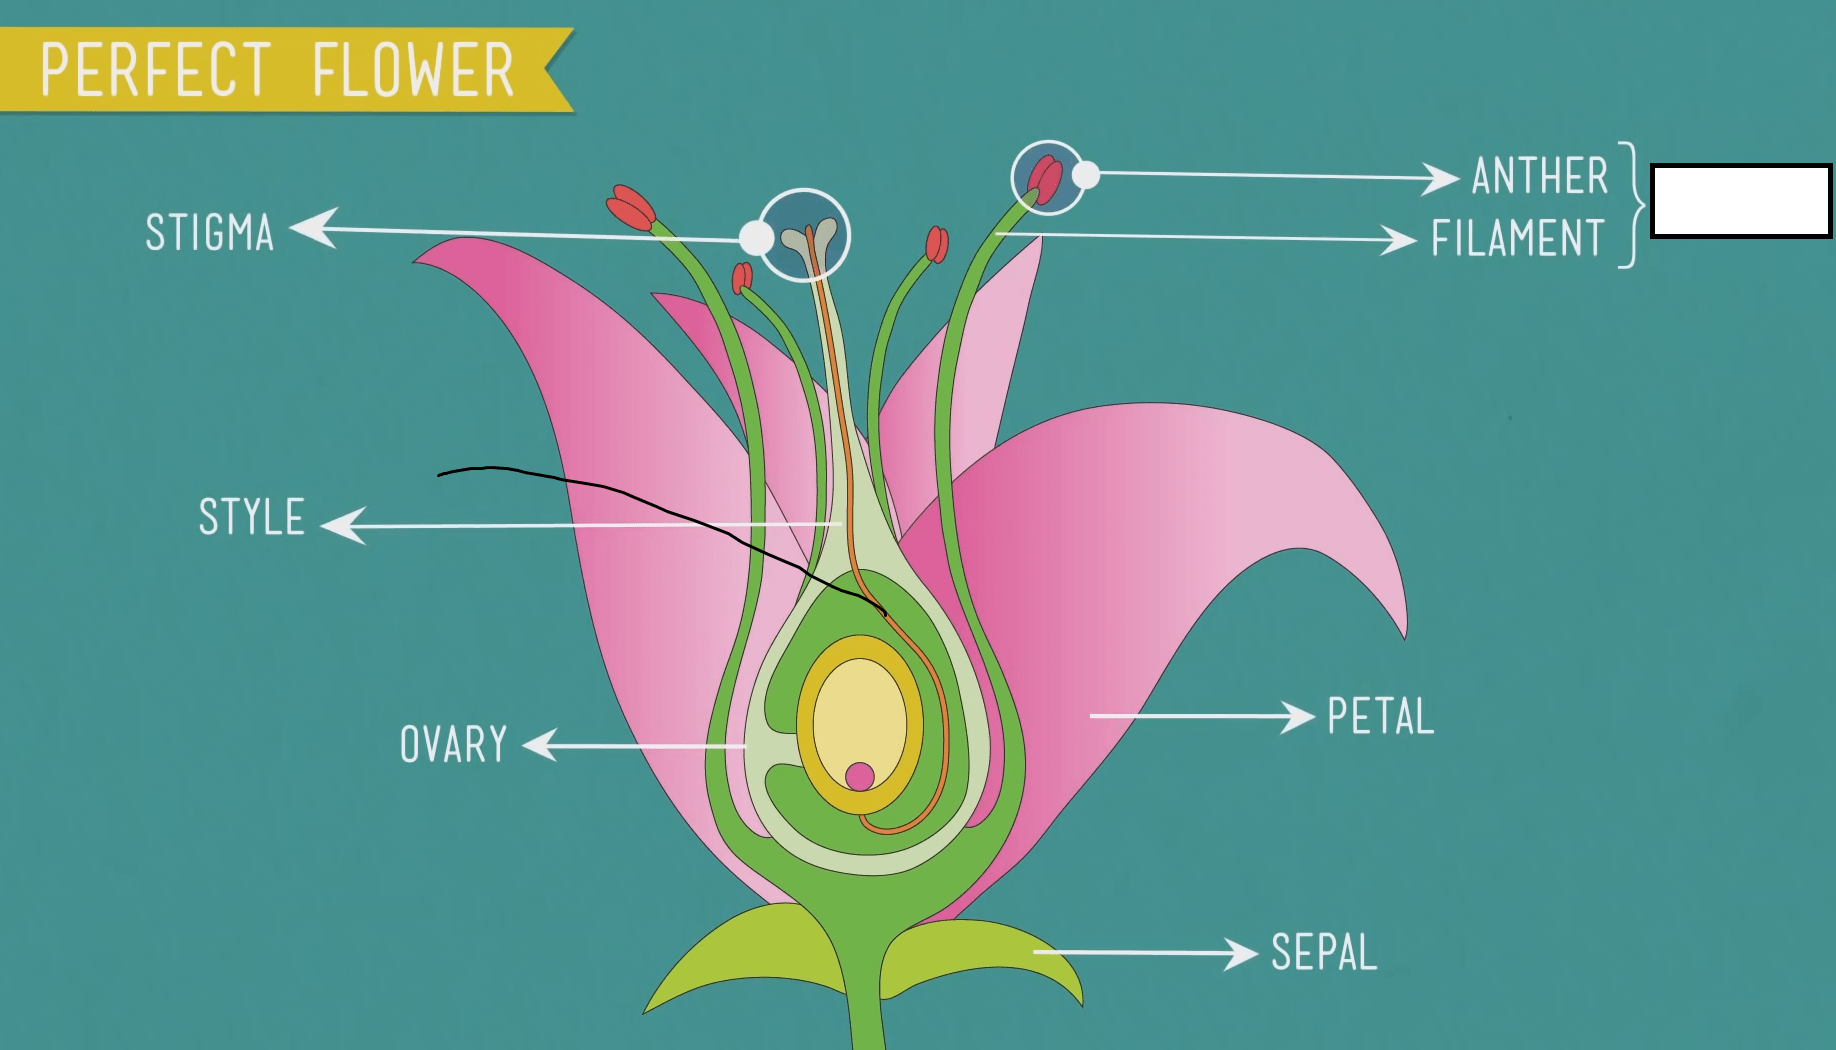 PERFECT FLOWER
STIGMA
ANTHER
FILAMENT
STYLE
OVARY
PETAL
SEPAL